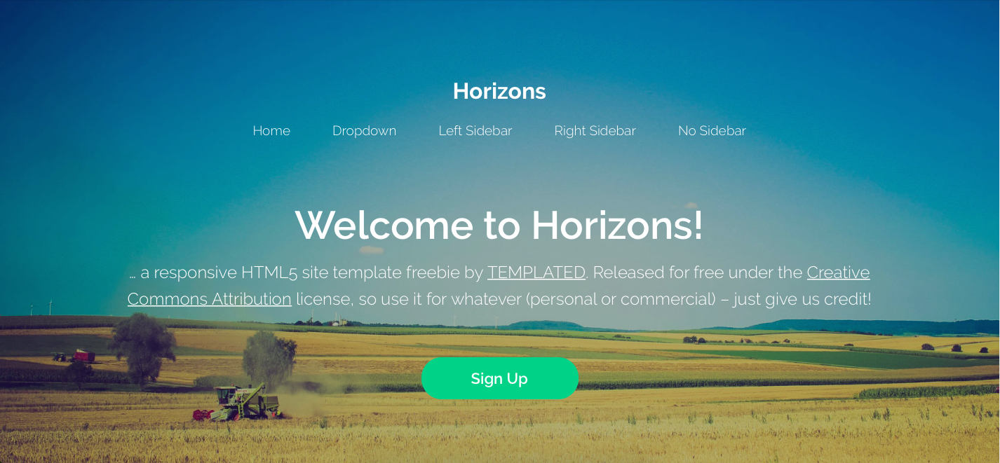 Horizons
Home Dropdown Left Sidebar Right Sidebar No Sidebar
Welcome to Horizons!
… a responsive HTML5 site template freebie by TEMPLATED. Released for free under the Creative
Commons Attribution license, so use it for whatever (personal or commercial) – just give us credit!
Sign Up